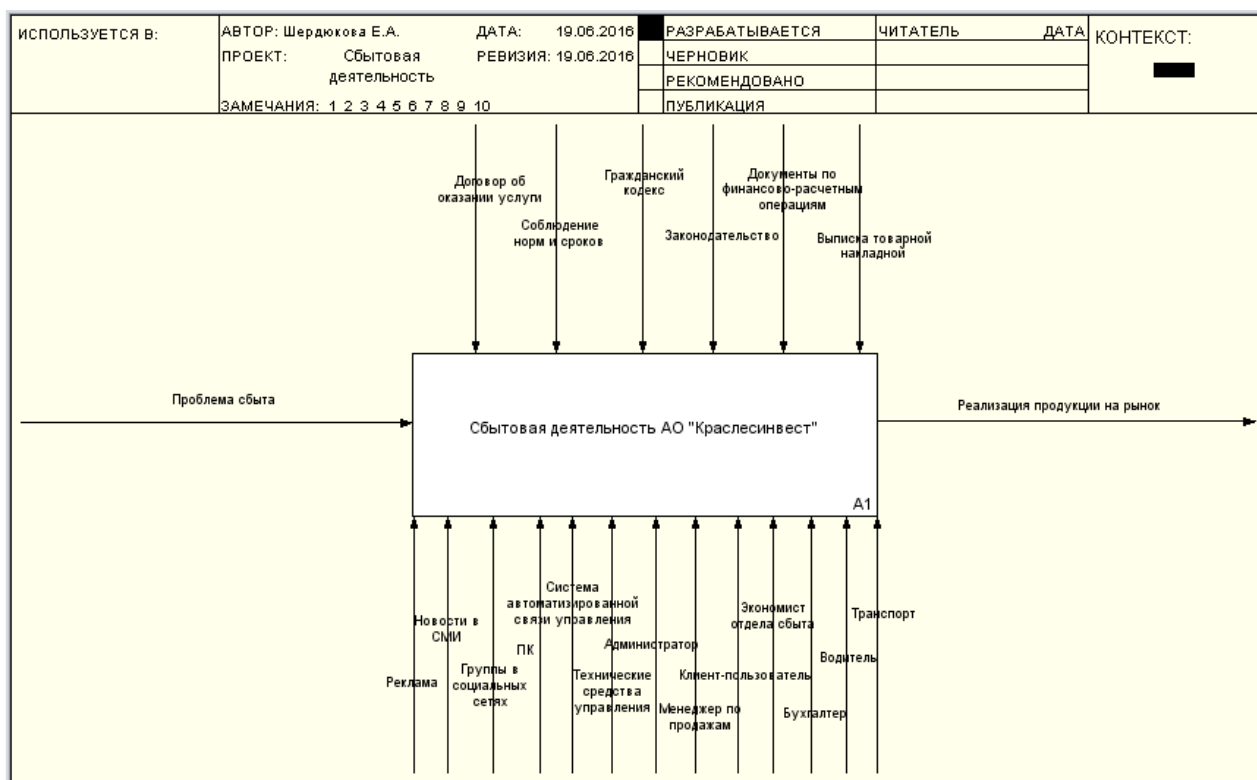 ИСПОЛЬЗУЕТСЯ В:
АВТОР: Шердюкова Е.А.
ДАТА: 19.06.2016
ПРОЕКТ: Сбытовая
деятельность
РЕВИЗИЯ: 19.06.2016
ЗАМЕЧАНИЯ: 1 2 3 4 5 6 7 8 9 10
РАЗРАБАТЫВАЕТСЯ
ЧЕРНОВИК
РЕКОМЕНДОВАНО
ПУБЛИКАЦИЯ
ЧИТАТЕЛЬ
ДАТА
КОНТЕКСТ:
Договор об
оказании услуги
Соблюдение
норм и сроков
Гражданский
кодекс
Законодательство
Документы по
финансово-расчетным
операциям
Выписка товарной
накладной
Проблема сбыта
Сбытовая деятельность АО "Краслесинвест"
A1
Реализация продукции на рынок
Реклама
Новости в
СМИ
Группы в
социальных
сетях
ПК
Система
автоматизированной
связи управления
Технические
средства
управления
Администратор
Менеджер по
продажам
Клиент-пользователь
Экономист
отдела сбыта
Бухгалтер
Водитель
Транспорт